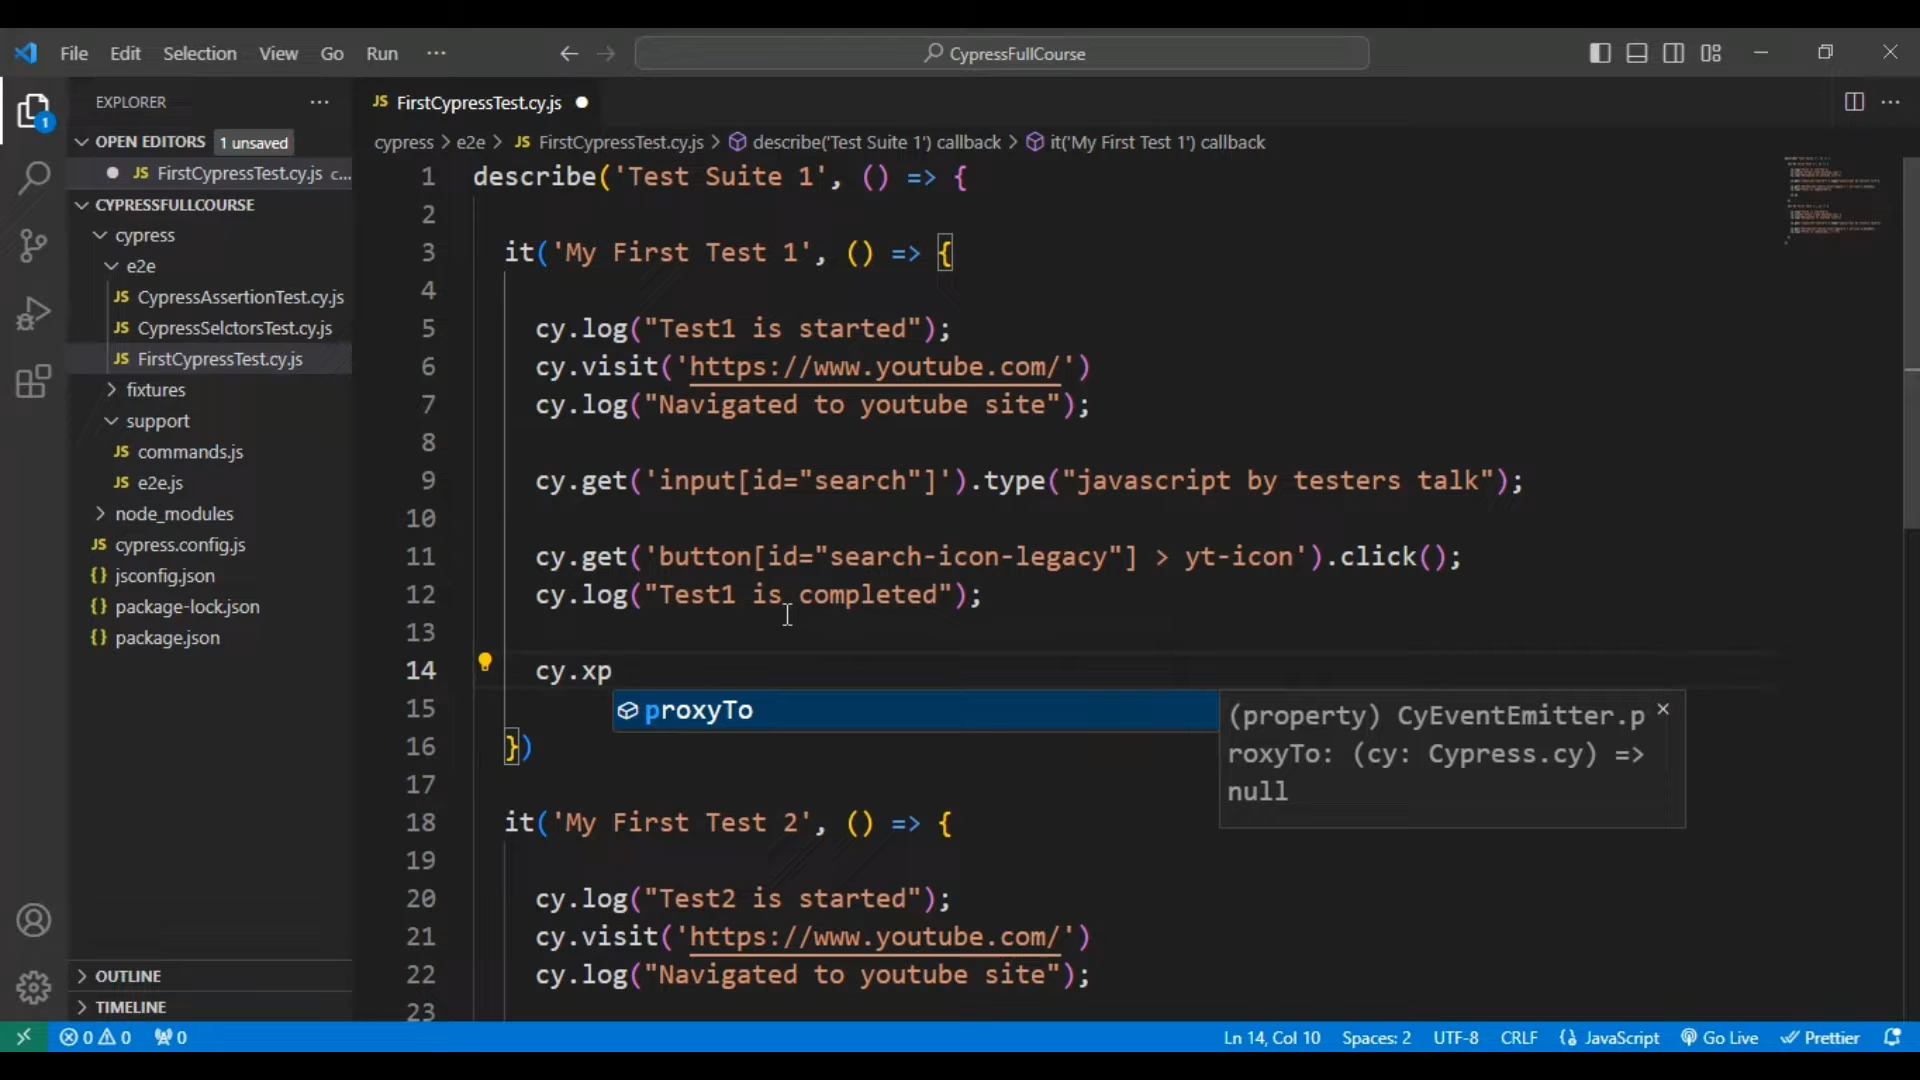 File Edit Selection View Go Run ··· CypressFullCourse
EXPLORER ···
OPEN EDITORS 1 unsaved
JS FirstCypressTest.cy.js c...
CYPRESSFULLCOURSE
cypress
e2e
JS CypressAssertionTest.cy.js
JS CypressSelctorsTest.cy.js
JS FirstCypressTest.cy.js
fixtures
support
JS commands.js
JS e2e.js
node_modules
JS cypress.config.js
{} jsconfig.json
{} package-lock.json
{} package.json
OUTLINE
TIMELINE
1
JS FirstCypressTest.cy.js
cypress > e2e > JS FirstCypressTest.cy.js > describe('Test Suite 1') callback > it('My First Test 1') callback
1 describe('Test Suite 1', () => {
2
3 it('My First Test 1', () => {
4
5 cy.log("Test1 is started");
6 cy.visit('https://www.youtube.com/')
7 cy.log("Navigated to youtube site");
8
9 cy.get('input[id="search"]').type("javascript by testers talk");
10
11 cy.get('button[id="search-icon-legacy"] > yt-icon').click();
12 cy.log("Test1 is completed");
13
14 cy.xp
proxyTo
(property) CyEventEmitter.p
roxyTo: (cy: Cypress.cy) =>
null
15
16 })
17
18 it('My First Test 2', () => {
19
20 cy.log("Test2 is started");
21 cy.visit('https://www.youtube.com/')
22 cy.log("Navigated to youtube site");
23
0 0 0 Ln 14, Col 10 Spaces: 2 UTF-8 CRLF {} JavaScript Go Live Prettier